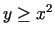 y ≥ x²